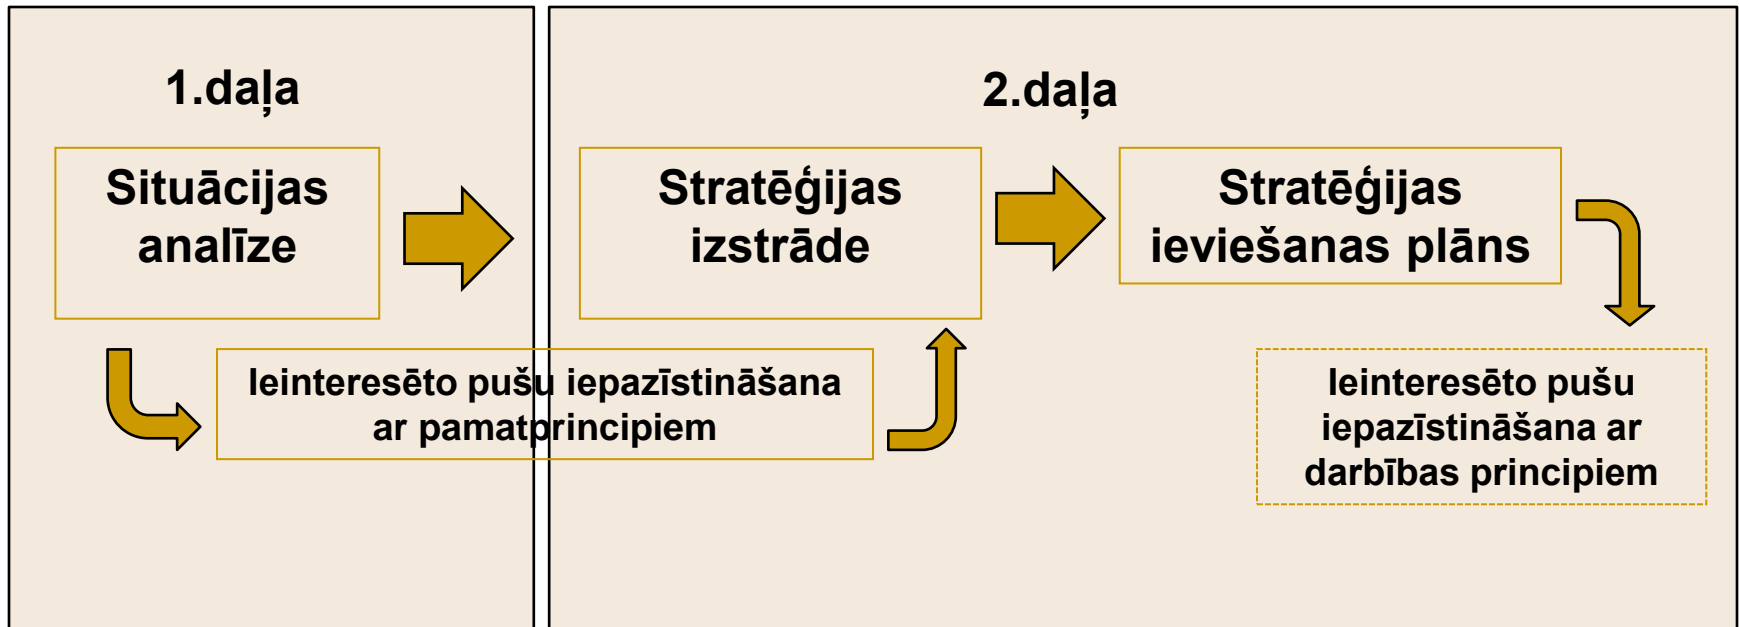 1.daļa
Situācijas
analīze
2.daļa
Stratēģijas
izstrāde
Stratēģijas
ieviešanas plāns
Ieinteresēto pušu iepazīstināšana
ar pamatprincipiem
Ieinteresēto pušu
iepazīstināšana ar
darbības principiem